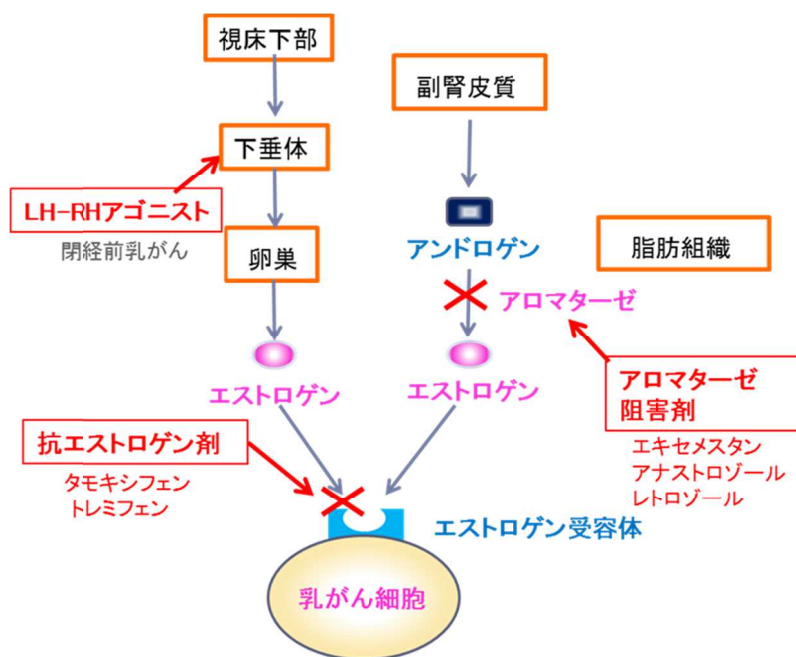 視床下部
副腎皮質
下垂体
LH-RHアゴニスト
閉経前乳がん
卵巣
アンドロゲン
脂肪組織
アロマターゼ
エストロゲン
エストロゲン
アロマターゼ
阻害剤
エキセメスタン
アナストロゾール
レトロゾール
抗エストロゲン剤
タモキシフェン
トレミフェン
エストロゲン受容体
乳がん細胞